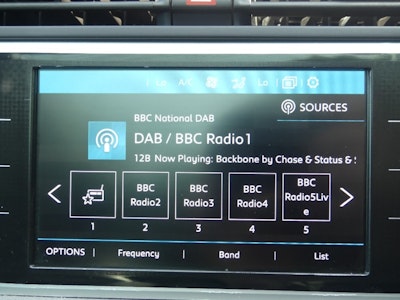 Lo A/C Lo
SOURCES
BBC National DAB
DAB / BBC Radio1
12B Now Playing: Backbone by Chase & Status & S
BBC
Radio2
BBC
Radio3
BBC
Radio4
BBC
Radio5Liv
e
1 2 3 4 5
OPTIONS | Frequency | Band | List